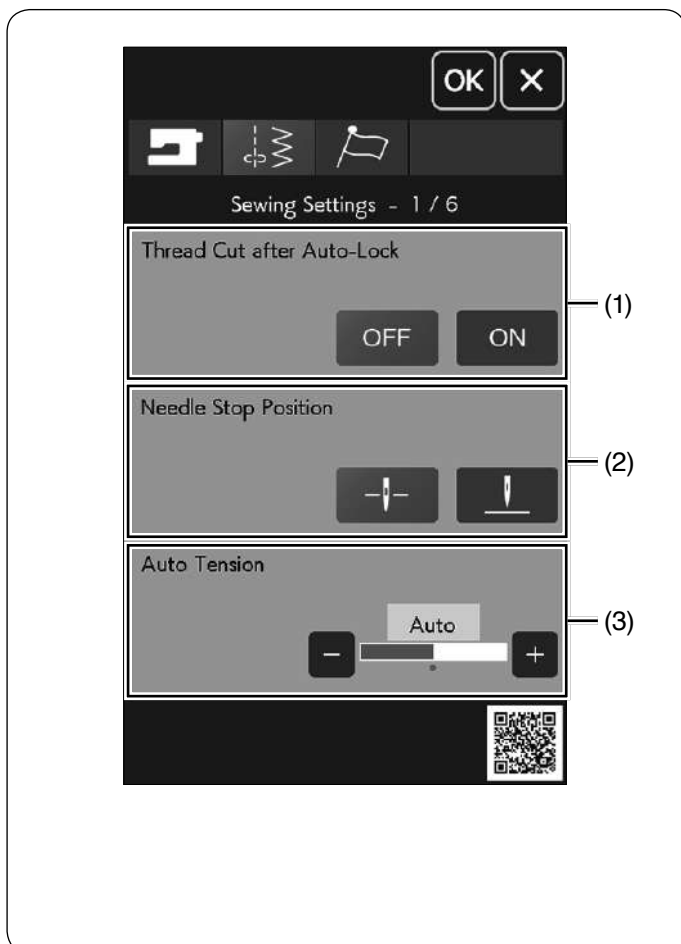 OK
Sewing Settings - 1 / 6
Thread Cut after Auto-Lock
(1)
OFF
ON
Needle Stop Position
(2)
Auto Tension
Auto
(3)
- +